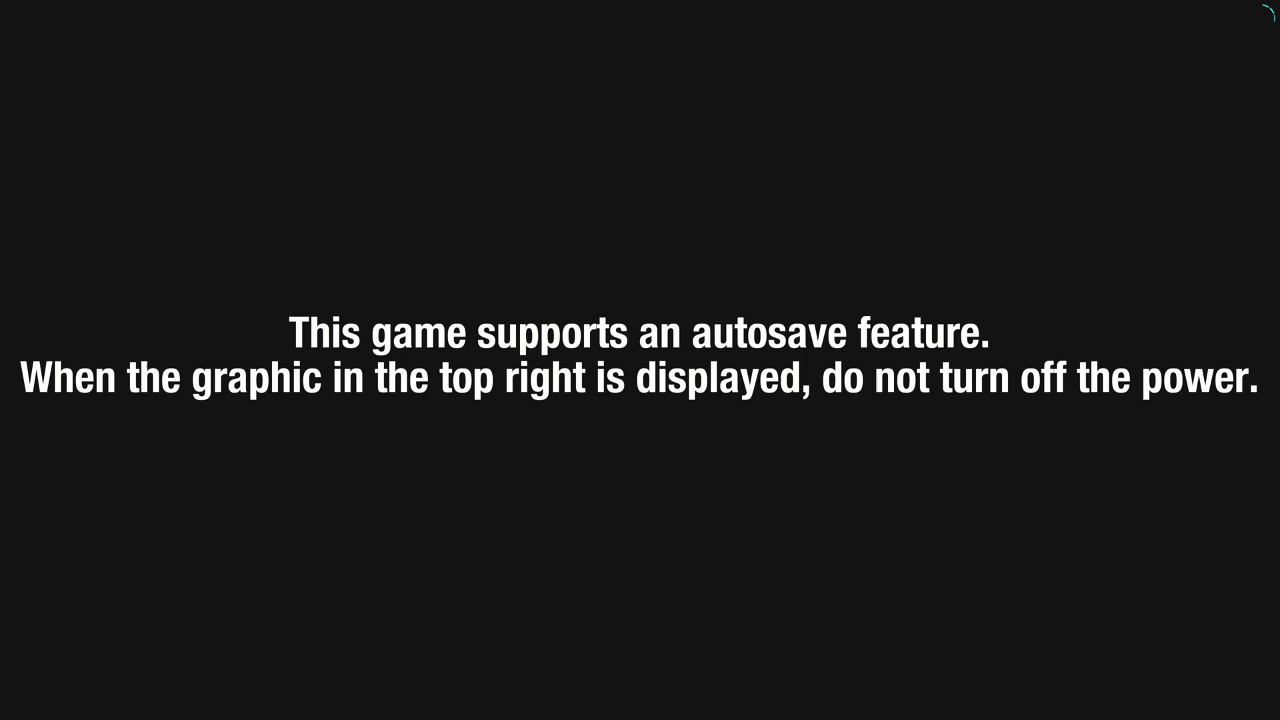 This game supports an autosave feature.
When the graphic in the top right is displayed, do not turn off the power.